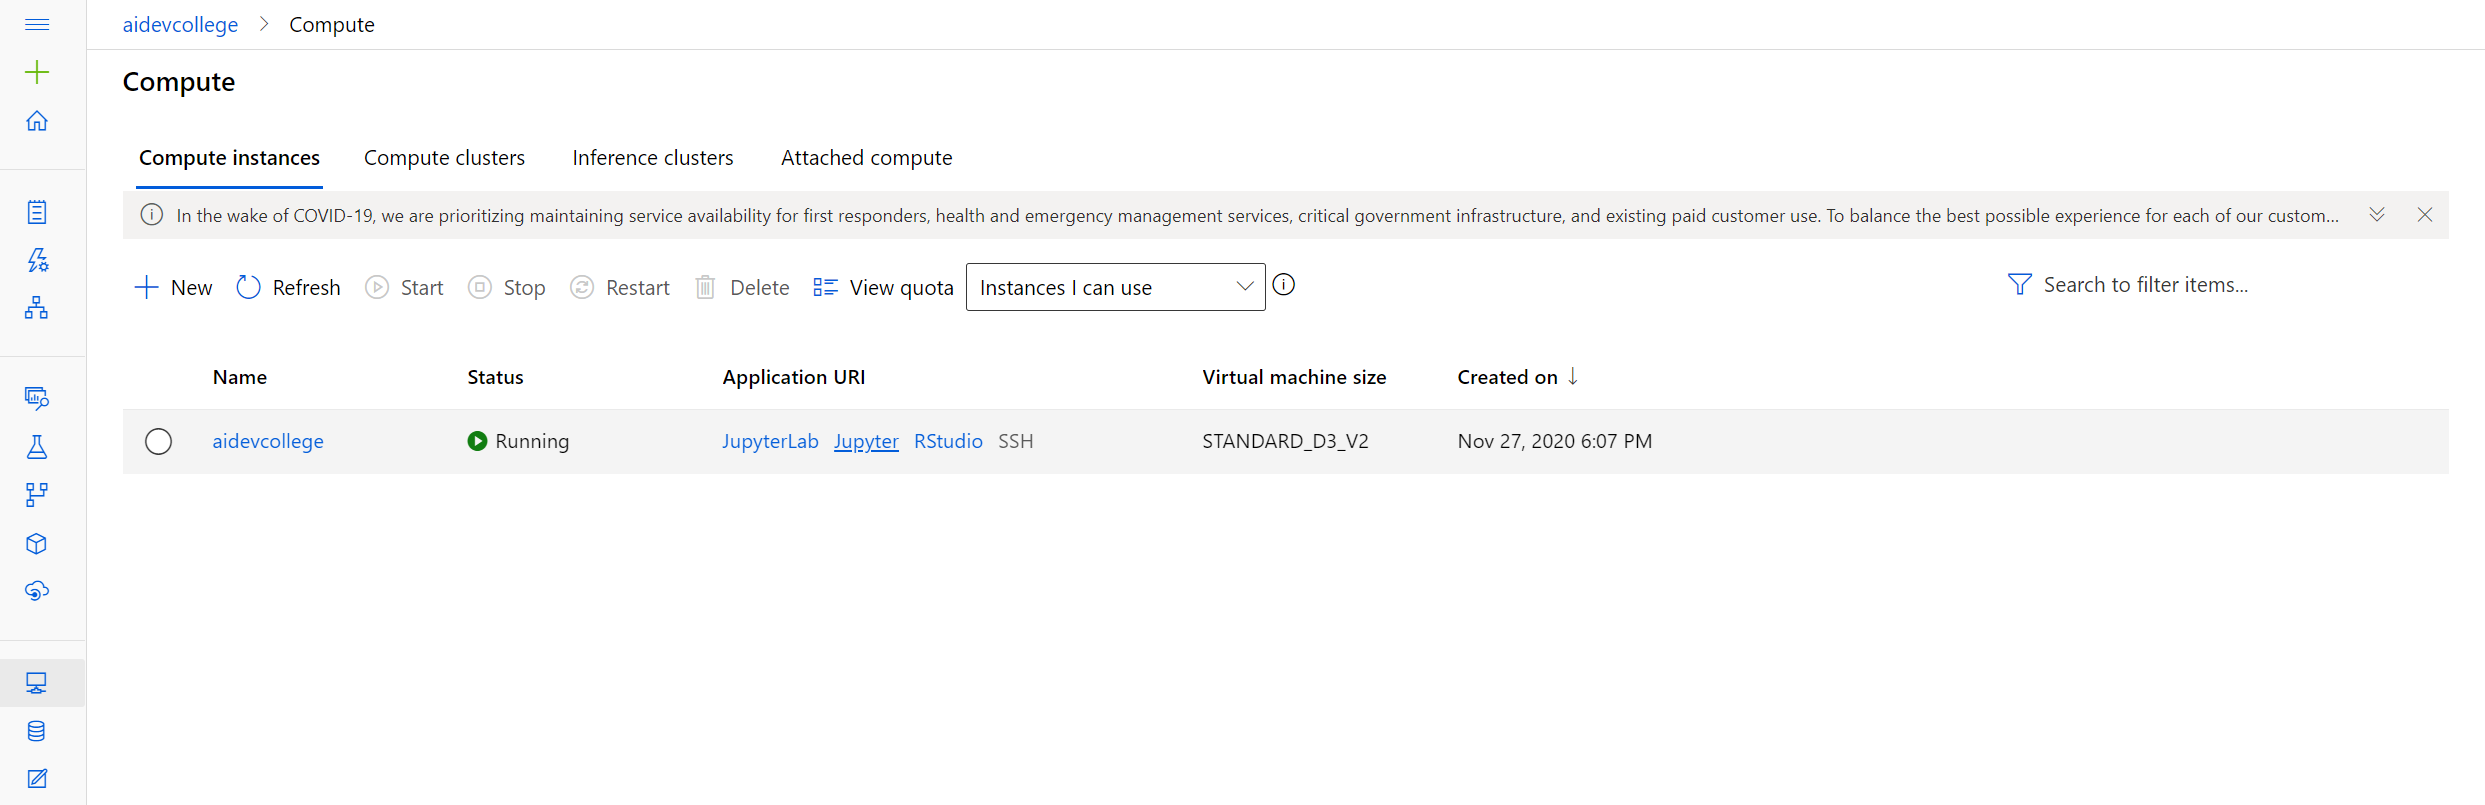 aidevcollege > Compute
Compute
Compute instances Compute clusters Inference clusters Attached compute
In the wake of COVID-19, we are prioritizing maintaining service availability for first responders, health and emergency management services, critical government infrastructure, and existing paid customer use. To balance the best possible experience for each of our custom...
New Refresh Start Stop Restart Delete View quota Instances I can use Search to filter items...
Name Status Application URI Virtual machine size Created on ↓
aidevcollege Running JupyterLab Jupyter RStudio SSH STANDARD_D3_V2 Nov 27, 2020 6:07 PM